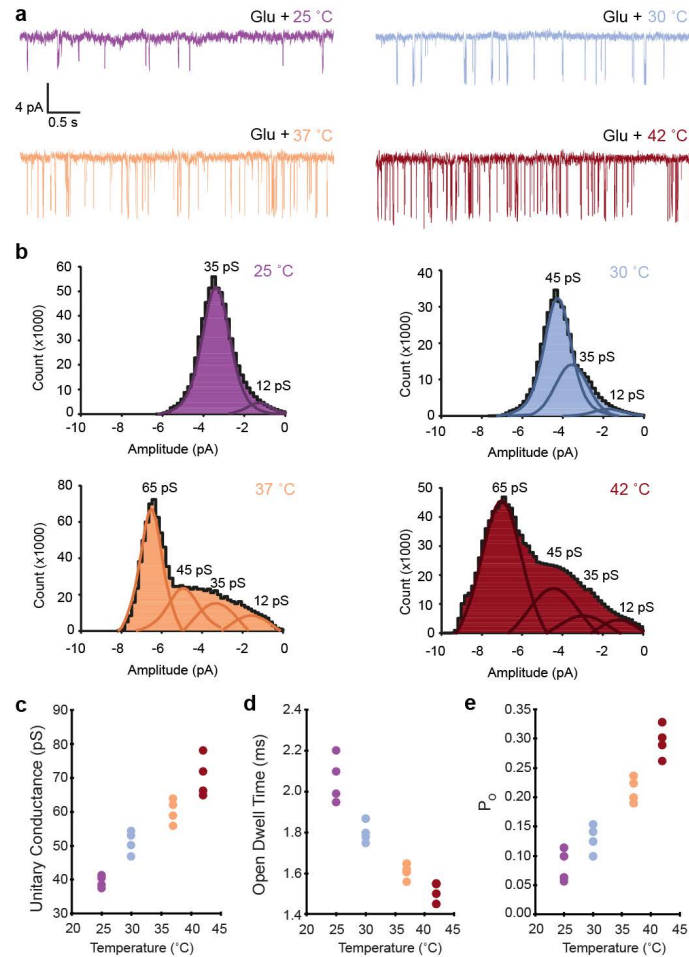 a
Glu + 25 ˚C
Glu + 30 ˚C
4 pA
0.5 s
Glu + 37 ˚C
Glu + 42 ˚C
b
35 pS
25 ˚C
12 pS
60
50
40
30
20
10
0
Count (x1000)
-10 -8 -6 -4 -2 0
Amplitude (pA)
45 pS
30 ˚C
35 pS
12 pS
40
30
20
10
0
Count (x1000)
-10 -8 -6 -4 -2 0
Amplitude (pA)
65 pS
37 ˚C
45 pS
35 pS
12 pS
80
60
40
20
0
Count (x1000)
-10 -8 -6 -4 -2 0
Amplitude (pA)
65 pS
42 ˚C
45 pS
35 pS
12 pS
50
40
30
20
10
0
Count (x1000)
-10 -8 -6 -4 -2 0
Amplitude (pA)
c
90
80
70
60
50
40
30
Unitary Conductance (pS)
20 25 30 35 40 45
Temperature (˚C)
d
2.4
2.2
2.0
1.8
1.6
1.4
Open Dwell Time (ms)
20 25 30 35 40 45
Temperature (˚C)
e
0.35
0.30
0.25
0.20
0.15
0.10
0.05
0.00
Po
20 25 30 35 40 45
Temperature (˚C)